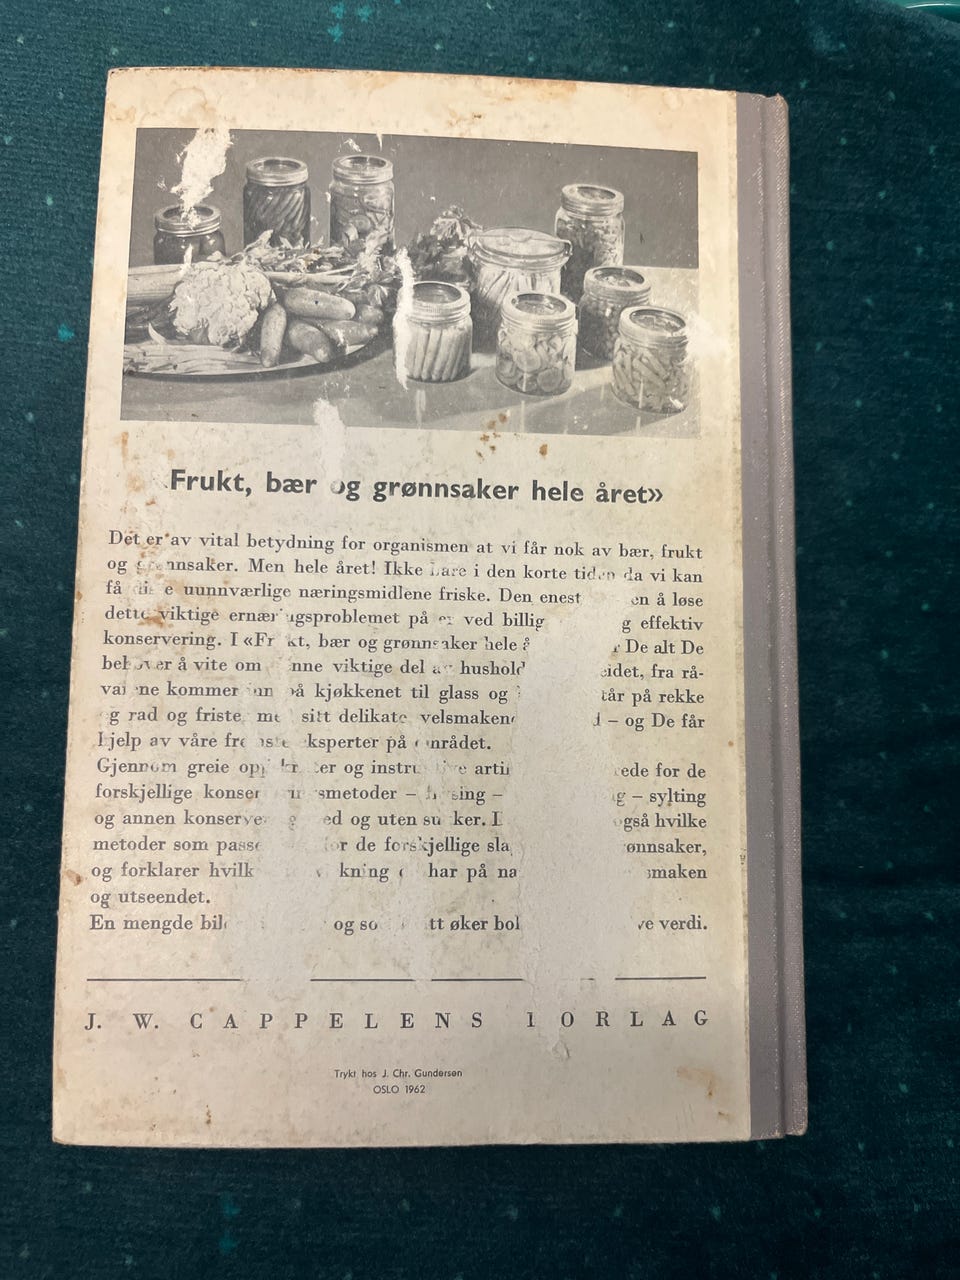 Frukt, bær og grønnsaker hele året»
Det er av vital betydning for organismen at vi får nok av bær, frukt
og grønnsaker. Men hele året! Ikke bare i den korte tiden da vi kan
få disse uunnværlige næringsmidlene friske. Den enest en å løse
dette viktige ernæringsproblemet på er ved billig g effektiv
konservering. I «Frukt, bær og grønnsaker hele De alt De
behøver å vite om denne viktige del av hushold eidet, fra rå-
varene kommer inn på kjøkkenet til glass og står på rekke
og rad og frister med sitt delikate velsmakend – og De får
hjelp av våre fremste eksperter på området.
Gjennom greie oppskrifter og instruktive arti rede for de
forskjellige konserveringsmetoder – – sylting
og annen konservering med og uten sukker. også hvilke
metoder som passer for de forskjellige slag grønnsaker,
og forklarer hvilk virkning har på smaken
og utseendet.
En mengde og øker verdi.
J. W. CAPPELENS FORLAG
Trykt hos J. Chr. Gundersen
OSLO 1962